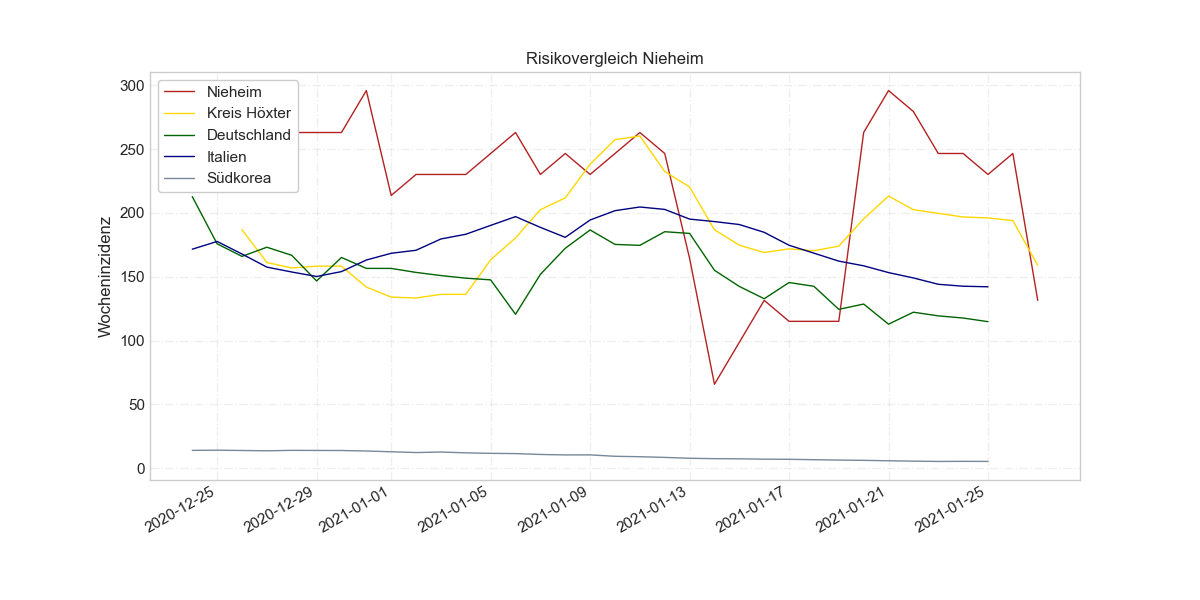 Risikovergleich Nieheim
Nieheim
Kreis Höxter
Deutschland
Italien
Südkorea
Wocheninzidenz
300
250
200
150
100
50
0
2020-12-25
2020-12-29
2021-01-01
2021-01-05
2021-01-09
2021-01-13
2021-01-17
2021-01-21
2021-01-25